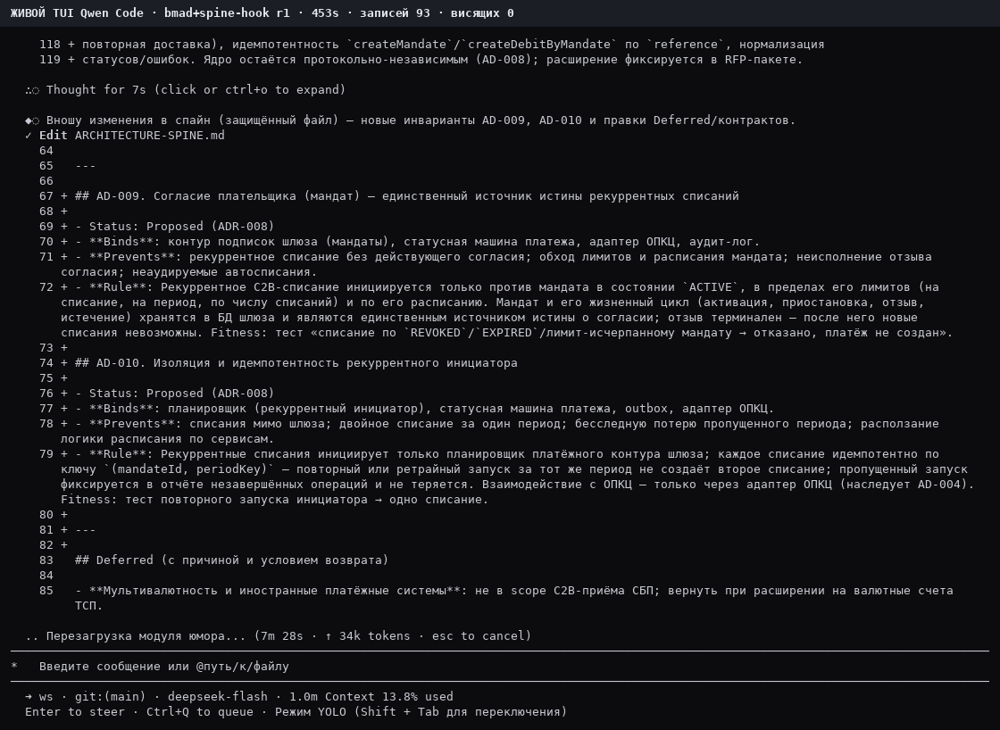 ЖИВОЙ TUI Qwen Code · bmad+spine-hook r1 · 453s · записей 93 · висящих 0
118 + повторная доставка), идемпотентность `createMandate`/`createDebitByMandate` по `reference`, нормализация
119 + статусов/ошибок. Ядро остаётся протокольно-независимым (AD-008); расширение фиксируется в RFP-пакете.
∴◌ Thought for 7s (click or ctrl+o to expand)
◆◌ Вношу изменения в спайн (защищённый файл) — новые инварианты AD-009, AD-010 и правки Deferred/контрактов.
✓ Edit ARCHITECTURE-SPINE.md
64
65   ---
66
67 + ## AD-009. Согласие плательщика (мандат) — единственный источник истины рекуррентных списаний
68 +
69 + - Status: Proposed (ADR-008)
70 + - **Binds**: контур подписок шлюза (мандаты), статусная машина платежа, адаптер ОПКЦ, аудит-лог.
71 + - **Prevents**: рекуррентное списание без действующего согласия; обход лимитов и расписания мандата; неисполнение отзыва
согласия; неаудируемые автосписания.
72 + - **Rule**: Рекуррентное C2B-списание инициируется только против мандата в состоянии `ACTIVE`, в пределах его лимитов (на
списание, на период, по числу списаний) и по его расписанию. Мандат и его жизненный цикл (активация, приостановка, отзыв,
истечение) хранятся в БД шлюза и являются единственным источником истины о согласии; отзыв терминален — после него новые
списания невозможны. Fitness: тест «списание по `REVOKED`/`EXPIRED`/лимит-исчерпанному мандату → отказано, платёж не создан».
73 +
74 + ## AD-010. Изоляция и идемпотентность рекуррентного инициатора
75 +
76 + - Status: Proposed (ADR-008)
77 + - **Binds**: планировщик (рекуррентный инициатор), статусная машина платежа, outbox, адаптер ОПКЦ.
78 + - **Prevents**: списания мимо шлюза; двойное списание за один период; бесследную потерю пропущенного периода; расползание
логики расписания по сервисам.
79 + - **Rule**: Рекуррентные списания инициирует только планировщик платёжного контура шлюза; каждое списание идемпотентно по
ключу `(mandateId, periodKey)` — повторный или ретрайный запуск за тот же период не создаёт второе списание; пропущенный запуск
фиксируется в отчёте незавершённых операций и не теряется. Взаимодействие с ОПКЦ — только через адаптер ОПКЦ (наследует AD-004).
Fitness: тест повторного запуска инициатора → одно списание.
80 +
81 + ---
82 +
83   ## Deferred (с причиной и условием возврата)
84
85   - **Мультивалютность и иностранные платёжные системы**: не в scope C2B-приёма СБП; вернуть при расширении на валютные счета
ТСП.
.. Перезагрузка модуля юмора... (7m 28s · ↑ 34k tokens · esc to cancel)
*   Введите сообщение или @путь/к/файлу
➜ ws · git:(main) · deepseek-flash · 1.0m Context 13.8% used
Enter to steer · Ctrl+Q to queue · Режим YOLO (Shift + Tab для переключения)